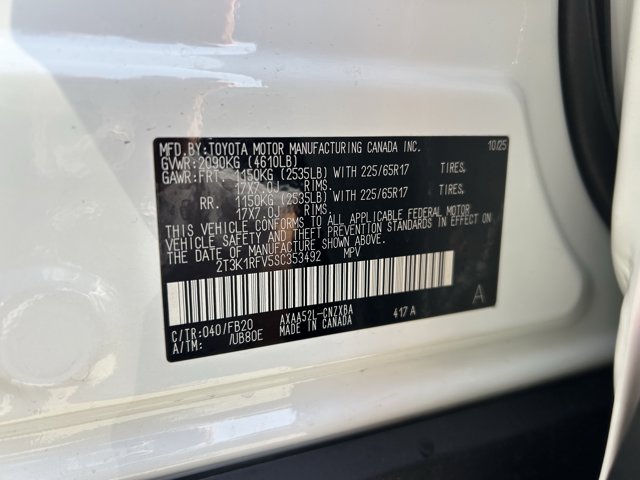 MFD.BY:TOYOTA MOTOR MANUFACTURING CANADA INC. 10/25
GVWR:2090KG (4610LB)
GAWR:FRT. 1150KG (2535LB) WITH 225/65R17 TIRES,
17X7.0J RIMS.
RR. 1150KG (2535LB) WITH 225/65R17 TIRES,
17X7.0J RIMS.
THIS VEHICLE CONFORMS TO ALL APPLICABLE FEDERAL MOTOR
VEHICLE SAFETY AND THEFT PREVENTION STANDARDS IN EFFECT ON
THE DATE OF MANUFACTURE SHOWN ABOVE.
2T3K1RFV5SC353492 MPV
C/TR:040/FB20 AXAA52L-CNZXBA 417A A
A/TM: /UB80E MADE IN CANADA